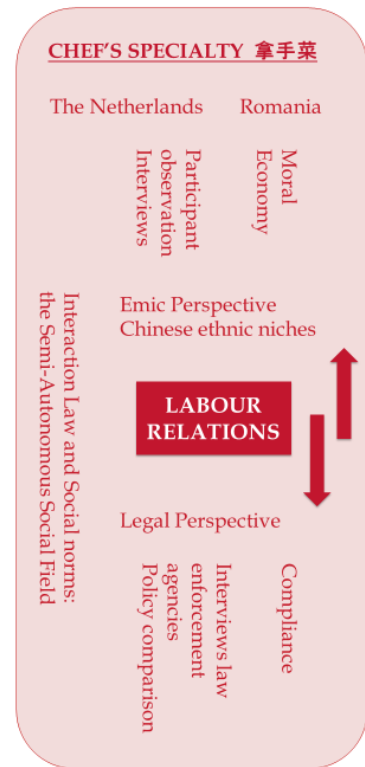 CHEF'S SPECIALTY 拿手菜
The Netherlands Romania
Participant
observation
Interviews
Moral
Economy
Emic Perspective
Chinese ethnic niches
Interaction Law and Social norms:
the Semi-Autonomous Social Field
LABOUR
RELATIONS
Legal Perspective
Interviews law
enforcement
agencies
Policy comparison
Compliance